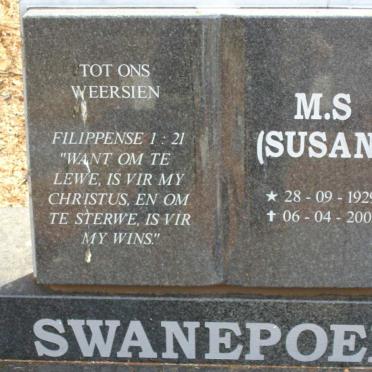 TOT ONS
WEERSIEN
FILIPPENSE 1 : 21
"WANT OM TE
LEWE, IS VIR MY
CHRISTUS, EN OM
TE STERWE, IS VIR
MY WINS."
M.S
(SUSAN
★ 28 - 09 - 1929
✝ 06 - 04 - 200
SWANEPOE